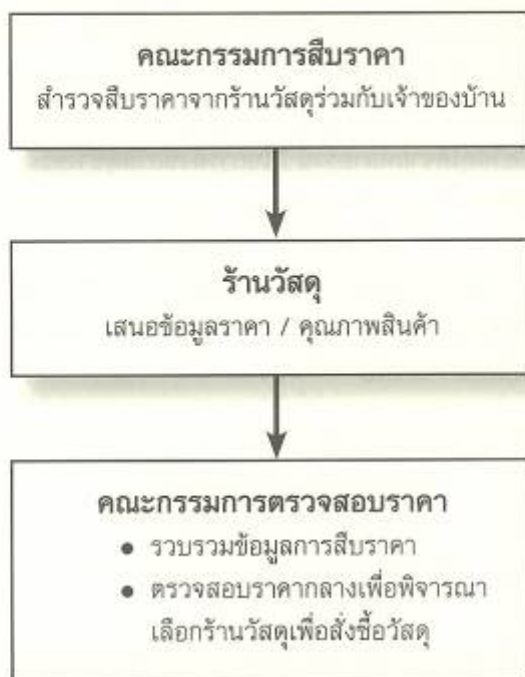 คณะกรรมการสืบราคา
สำรวจสืบราคาจากร้านวัสดุร่วมกับเจ้าของบ้าน
ร้านวัสดุ
เสนอข้อมูลราคา / คุณภาพสินค้า
คณะกรรมการตรวจสอบราคา
● รวบรวมข้อมูลการสืบราคา
● ตรวจสอบราคากลางเพื่อพิจารณา
เลือกร้านวัสดุเพื่อสั่งซื้อวัสดุ